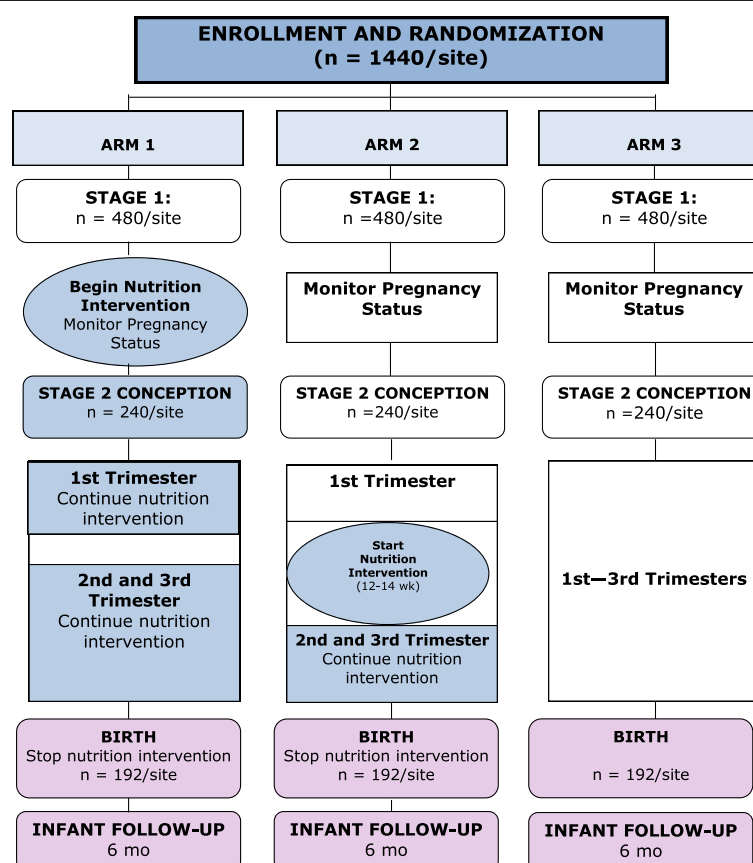 ENROLLMENT AND RANDOMIZATION
(n = 1440/site)
ARM 1
ARM 2
ARM 3
STAGE 1:
n = 480/site
STAGE 1:
n =480/site
STAGE 1:
n = 480/site
Begin Nutrition
Intervention
Monitor Pregnancy
Status
Monitor Pregnancy
Status
Monitor Pregnancy
Status
STAGE 2 CONCEPTION
n = 240/site
STAGE 2 CONCEPTION
n =240/site
STAGE 2 CONCEPTION
n =240/site
1st Trimester
Continue nutrition
intervention
2nd and 3rd
Trimester
Continue nutrition
intervention
1st Trimester
Start
Nutrition
Intervention
(12-14 wk)
2nd and 3rd Trimester
Continue nutrition
intervention
1st—3rd Trimesters
BIRTH
Stop nutrition intervention
n = 192/site
BIRTH
Stop nutrition intervention
n = 192/site
BIRTH
n = 192/site
INFANT FOLLOW-UP
6 mo
INFANT FOLLOW-UP
6 mo
INFANT FOLLOW-UP
6 mo